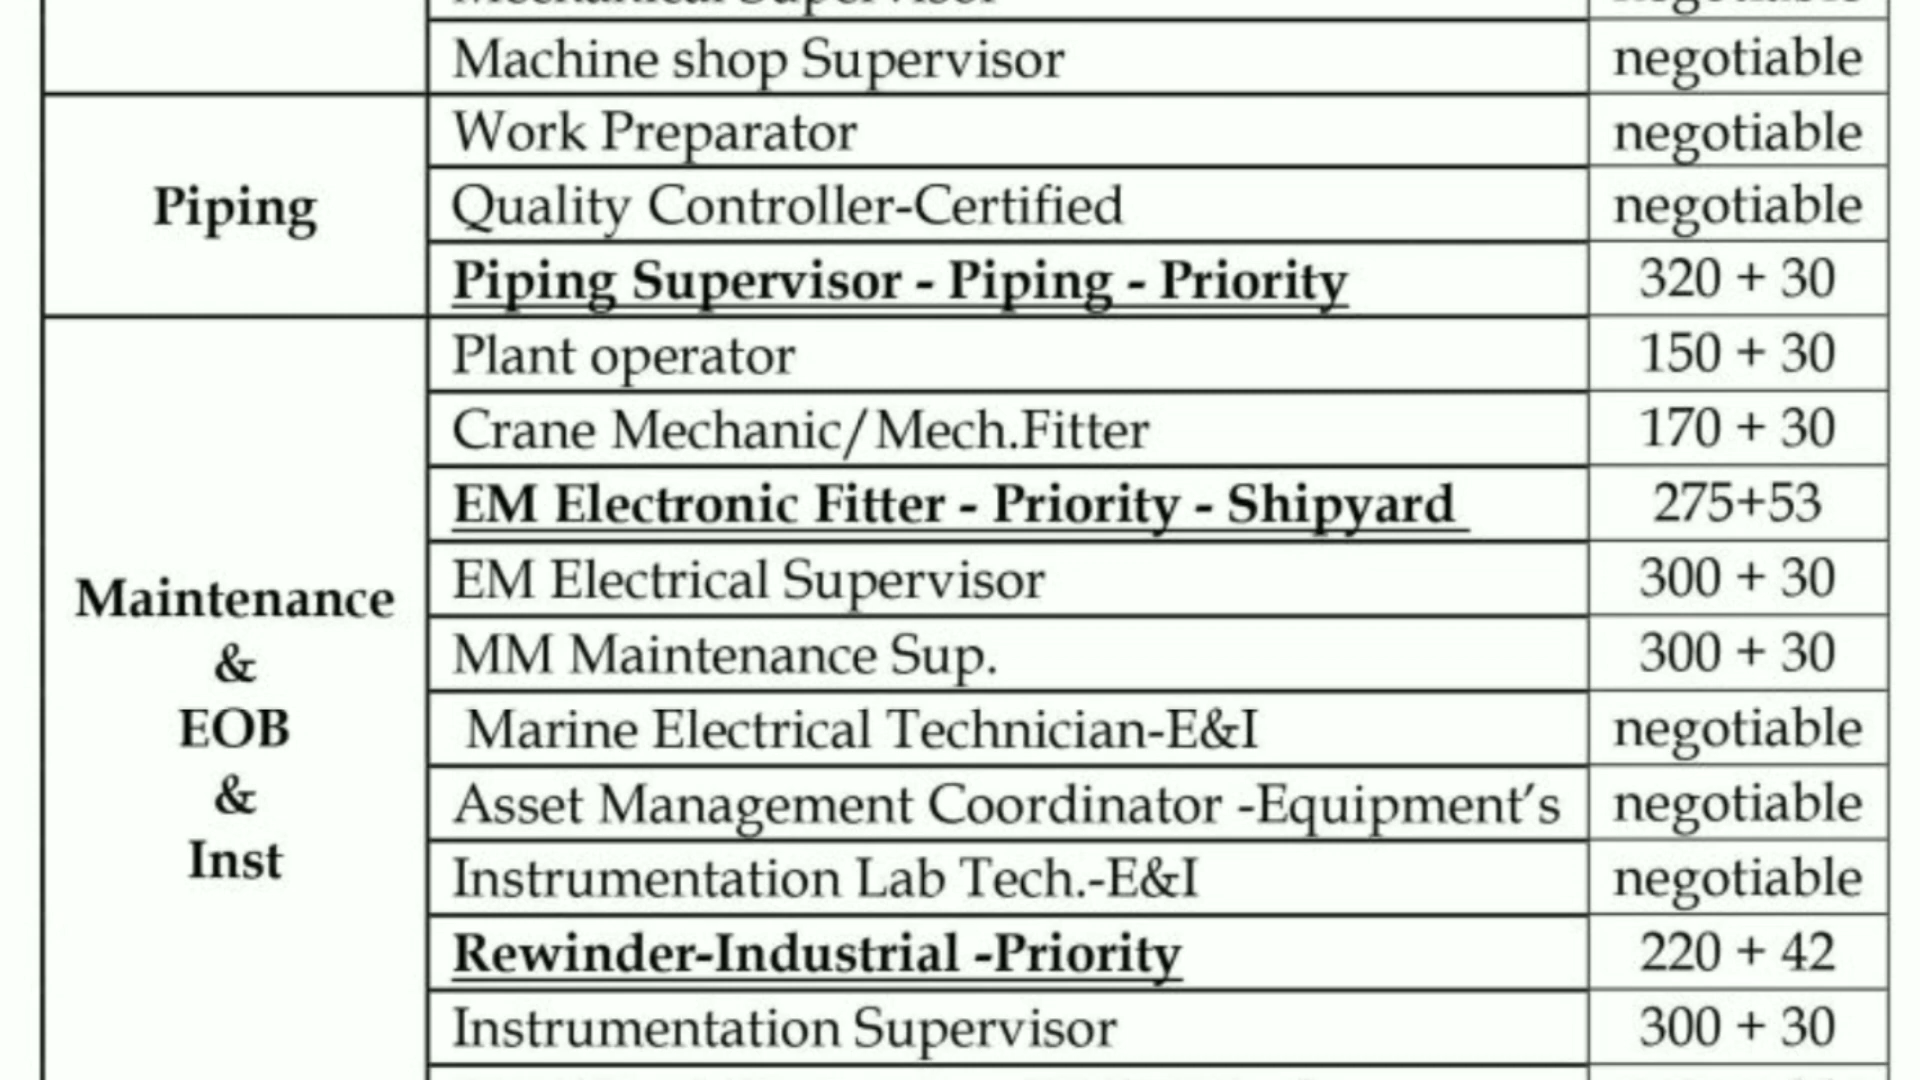 Mechanical Supervisor negotiable
Machine shop Supervisor negotiable
Piping
Work Preparator negotiable
Quality Controller-Certified negotiable
Piping Supervisor - Piping - Priority 320 + 30
Maintenance
&
EOB
&
Inst
Plant operator 150 + 30
Crane Mechanic/Mech.Fitter 170 + 30
EM Electronic Fitter - Priority - Shipyard 275+53
EM Electrical Supervisor 300 + 30
MM Maintenance Sup. 300 + 30
Marine Electrical Technician-E&I negotiable
Asset Management Coordinator -Equipment’s negotiable
Instrumentation Lab Tech.-E&I negotiable
Rewinder-Industrial -Priority 220 + 42
Instrumentation Supervisor 300 + 30